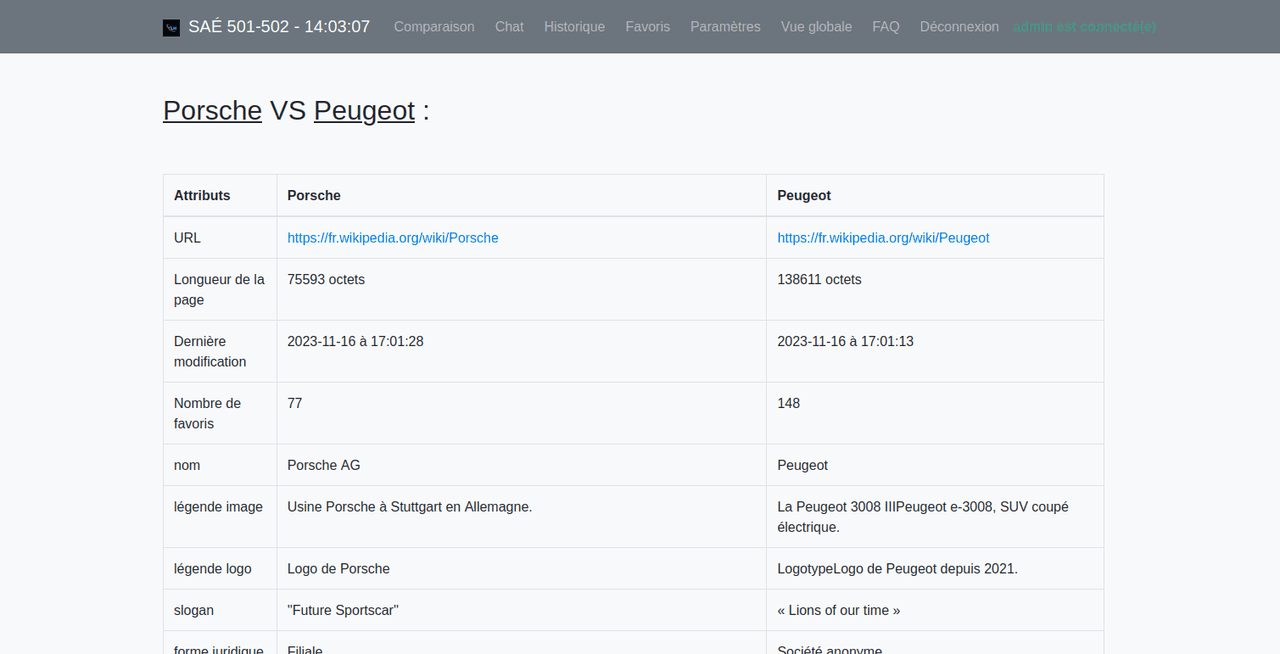 SAÉ 501-502 - 14:03:07 Comparaison Chat Historique Favoris Paramètres Vue globale FAQ Déconnexion admin est connecté(e)
Porsche VS Peugeot :
Attributs Porsche Peugeot
URL https://fr.wikipedia.org/wiki/Porsche https://fr.wikipedia.org/wiki/Peugeot
Longueur de la 75593 octets 138611 octets
page
Dernière 2023-11-16 à 17:01:28 2023-11-16 à 17:01:13
modification
Nombre de 77 148
favoris
nom Porsche AG Peugeot
légende image Usine Porsche à Stuttgart en Allemagne. La Peugeot 3008 IIIPeugeot e-3008, SUV coupé
électrique.
légende logo Logo de Porsche LogotypeLogo de Peugeot depuis 2021.
slogan "Future Sportscar" « Lions of our time »
forme juridique Filiale Société anonyme